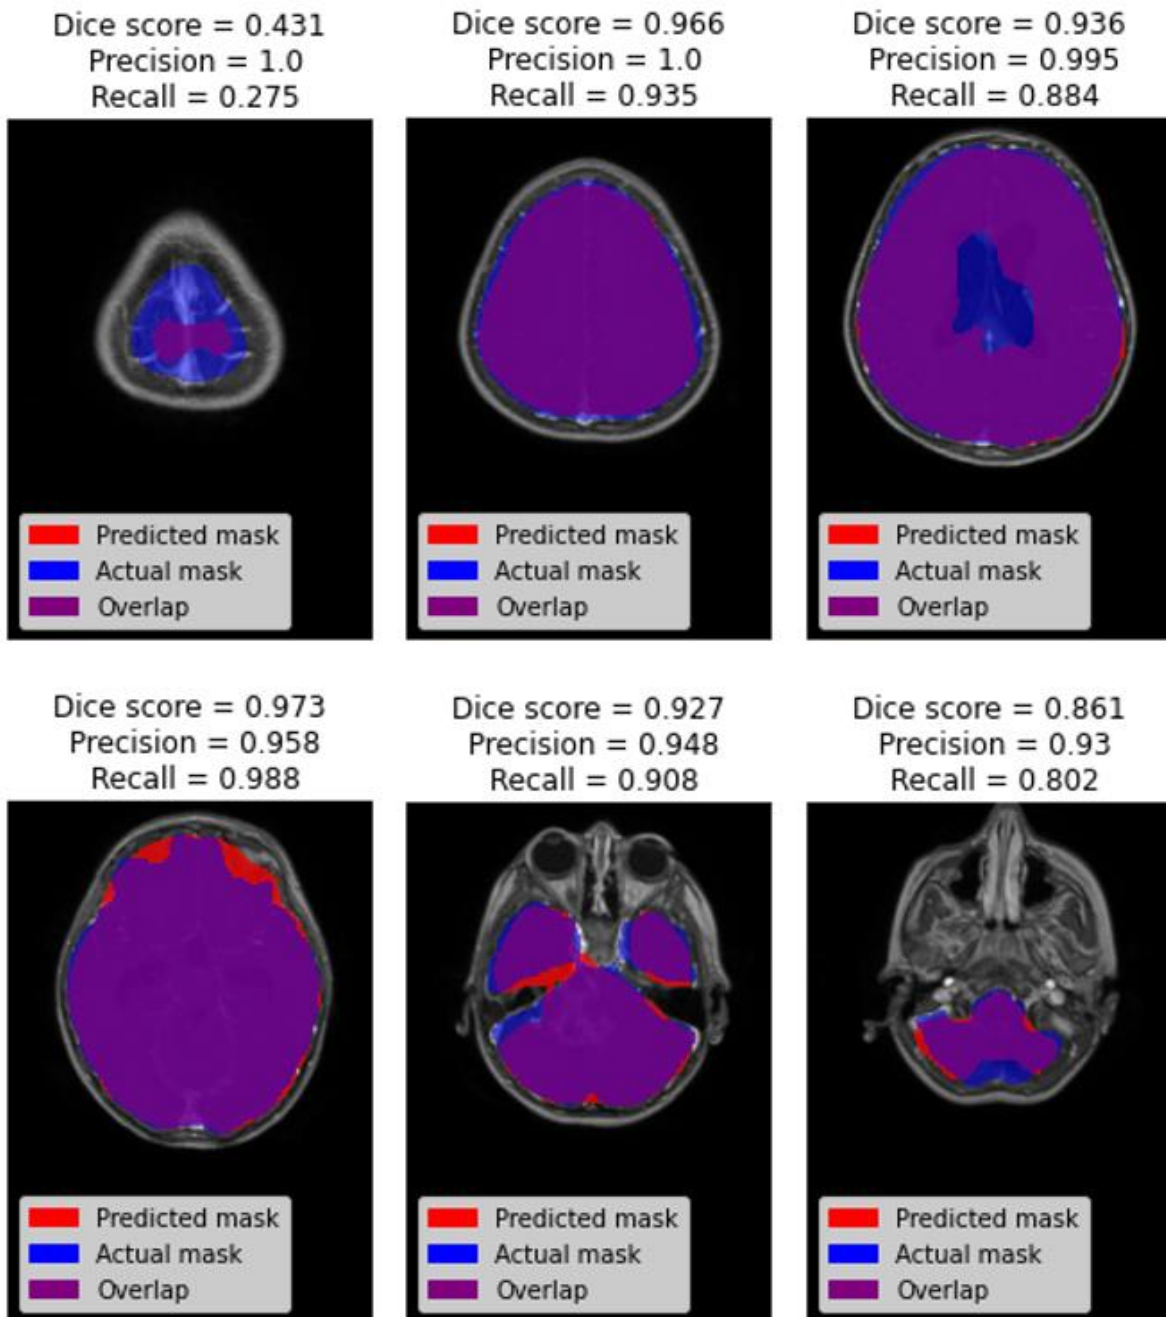 Dice score = 0.431
Precision = 1.0
Recall = 0.275
Dice score = 0.966
Precision = 1.0
Recall = 0.935
Dice score = 0.936
Precision = 0.995
Recall = 0.884
Predicted mask
Actual mask
Overlap
Predicted mask
Actual mask
Overlap
Predicted mask
Actual mask
Overlap
Dice score = 0.973
Precision = 0.958
Recall = 0.988
Dice score = 0.927
Precision = 0.948
Recall = 0.908
Dice score = 0.861
Precision = 0.93
Recall = 0.802
Predicted mask
Actual mask
Overlap
Predicted mask
Actual mask
Overlap
Predicted mask
Actual mask
Overlap